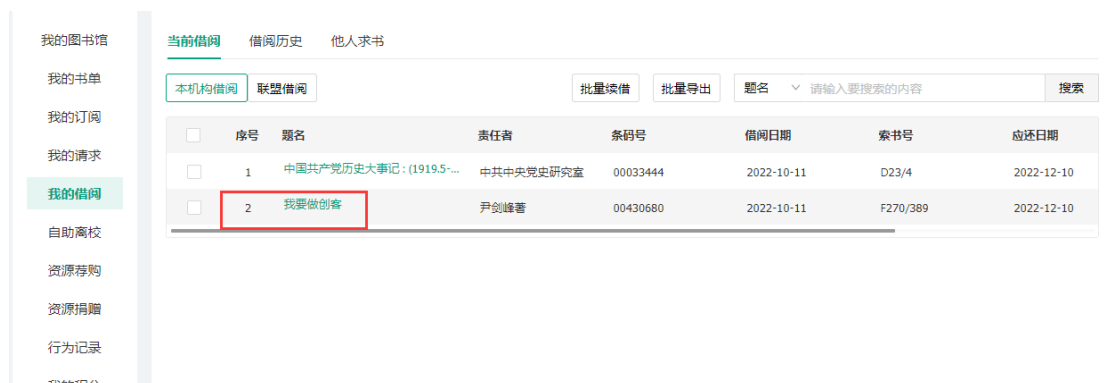 我的图书馆
我的书单
我的订阅
我的请求
我的借阅
自助离校
资源荐购
资源捐赠
行为记录
当前借阅 借阅历史 他人求书
本机构借阅 联盟借阅 批量续借 批量导出 题名 请输入要搜索的内容 搜索
序号 题名 责任者 条码号 借阅日期 索书号 应还日期
1 中国共产党历史大事记 : (1919.5-... 中共中央党史研究室 00033444 2022-10-11 D23/4 2022-12-10
2 我要做创客 尹剑峰著 00430680 2022-10-11 F270/389 2022-12-10